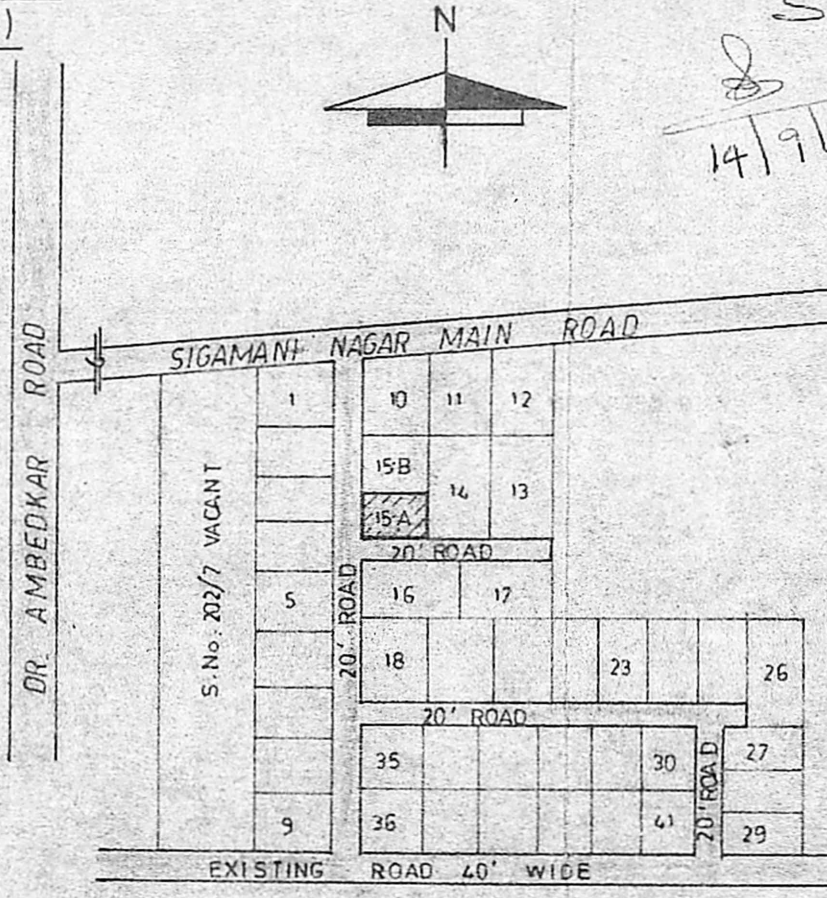 )
N
14/9/
SIGAMANI NAGAR MAIN ROAD
DR. AMBEDKAR ROAD
S.No: 202/7 VACANT
1
10
11
12
15-B
14
13
15-A
20' ROAD
5
20' ROAD
16
17
18
23
26
20' ROAD
35
30
20' ROAD
27
9
36
41
29
EXISTING ROAD 40' WIDE